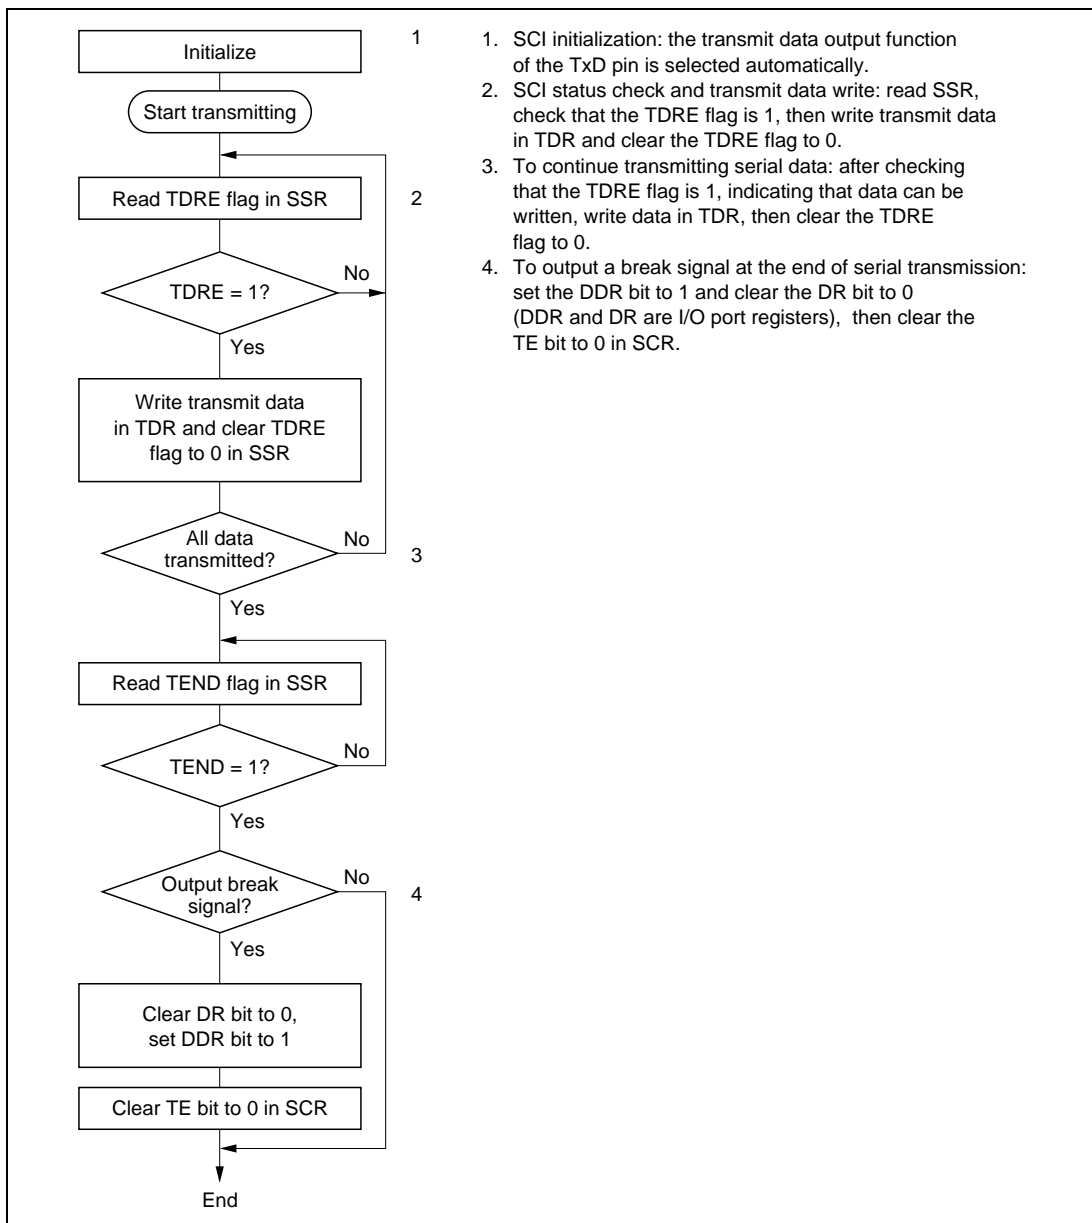 Initialize
1
Start transmitting
Read TDRE flag in SSR
2
TDRE = 1?
No
Yes
Write transmit data
in TDR and clear TDRE
flag to 0 in SSR
All data
transmitted?
No
3
Yes
Read TEND flag in SSR
TEND = 1?
No
Yes
Output break
signal?
No
4
Yes
Clear DR bit to 0,
set DDR bit to 1
Clear TE bit to 0 in SCR
End
1. SCI initialization: the transmit data output function
of the TxD pin is selected automatically.
2. SCI status check and transmit data write: read SSR,
check that the TDRE flag is 1, then write transmit data
in TDR and clear the TDRE flag to 0.
3. To continue transmitting serial data: after checking
that the TDRE flag is 1, indicating that data can be
written, write data in TDR, then clear the TDRE
flag to 0.
4. To output a break signal at the end of serial transmission:
set the DDR bit to 1 and clear the DR bit to 0
(DDR and DR are I/O port registers), then clear the
TE bit to 0 in SCR.